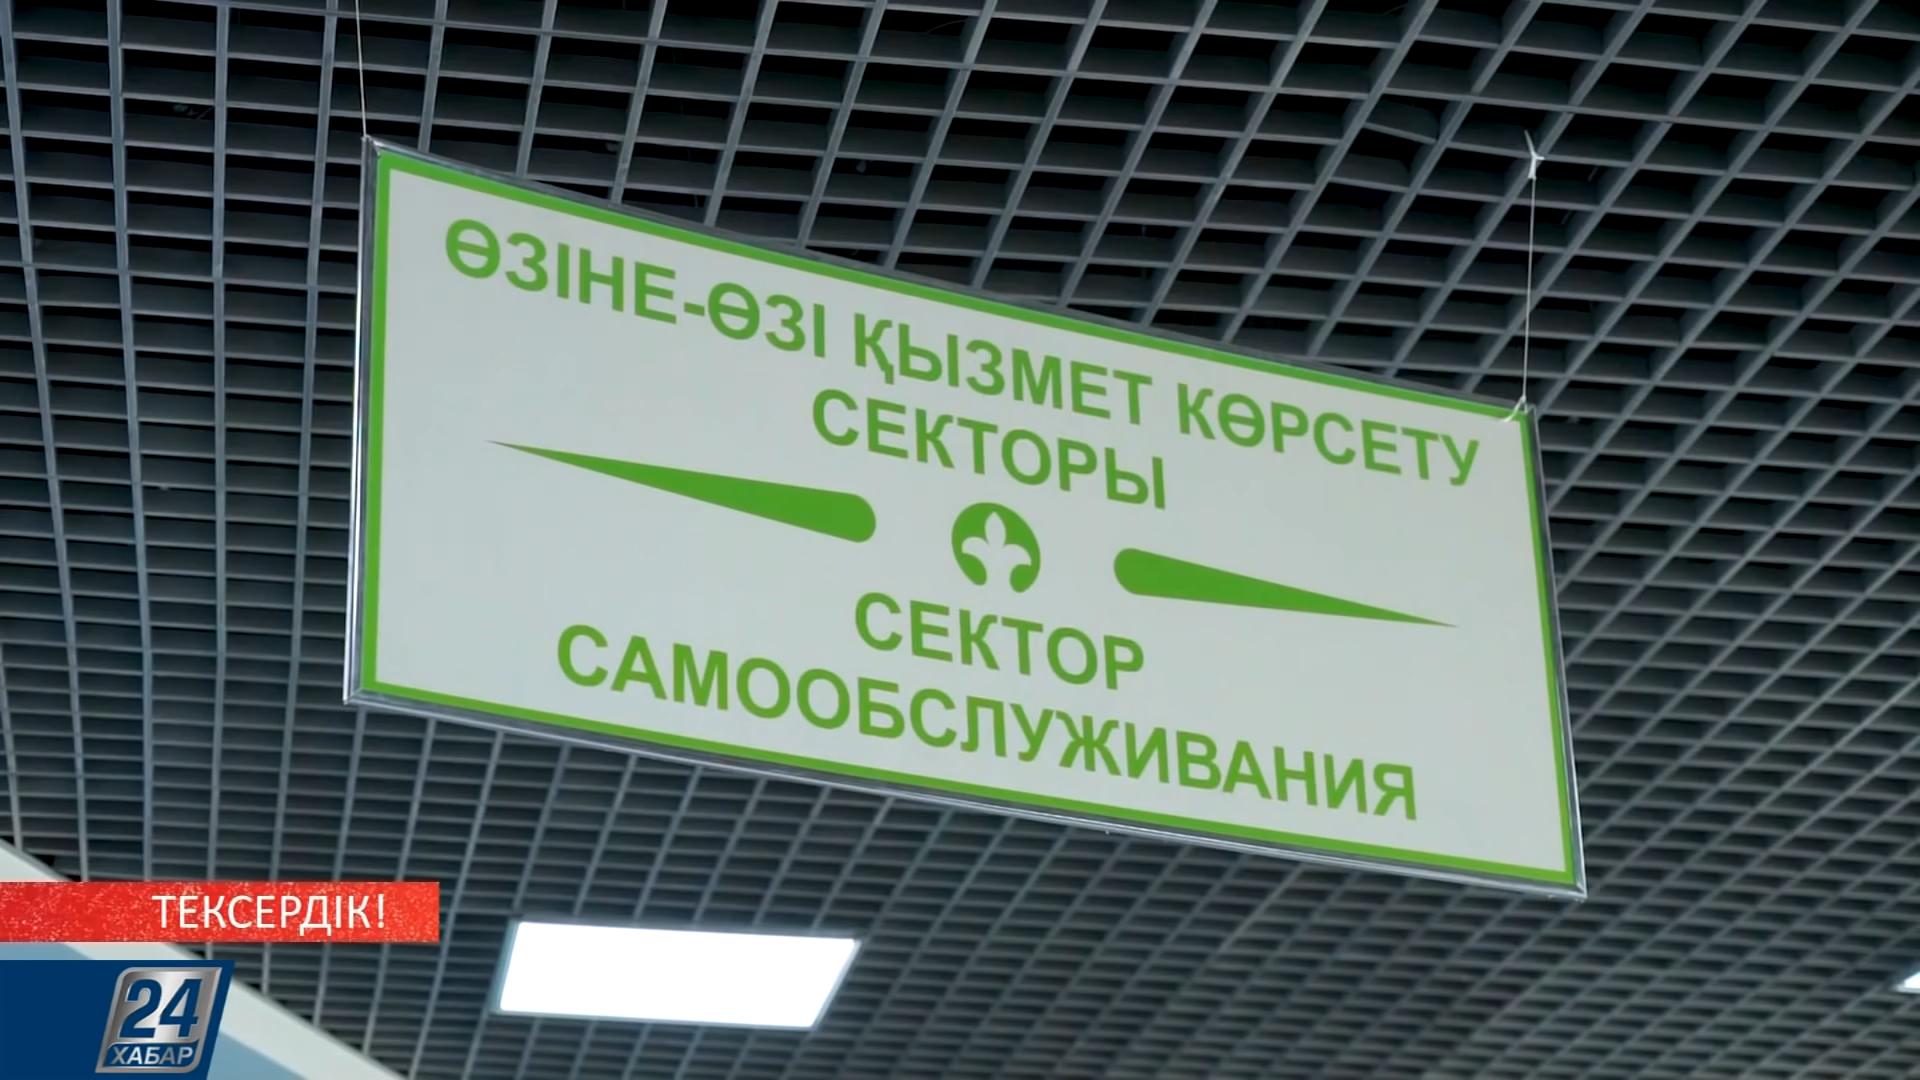 ӨЗІНЕ-ӨЗІ ҚЫЗМЕТ КӨРСЕТУ
СЕКТОРЫ
СЕКТОР
САМООБСЛУЖИВАНИЯ
ТЕКСЕРДІК!
24
ХАБАР